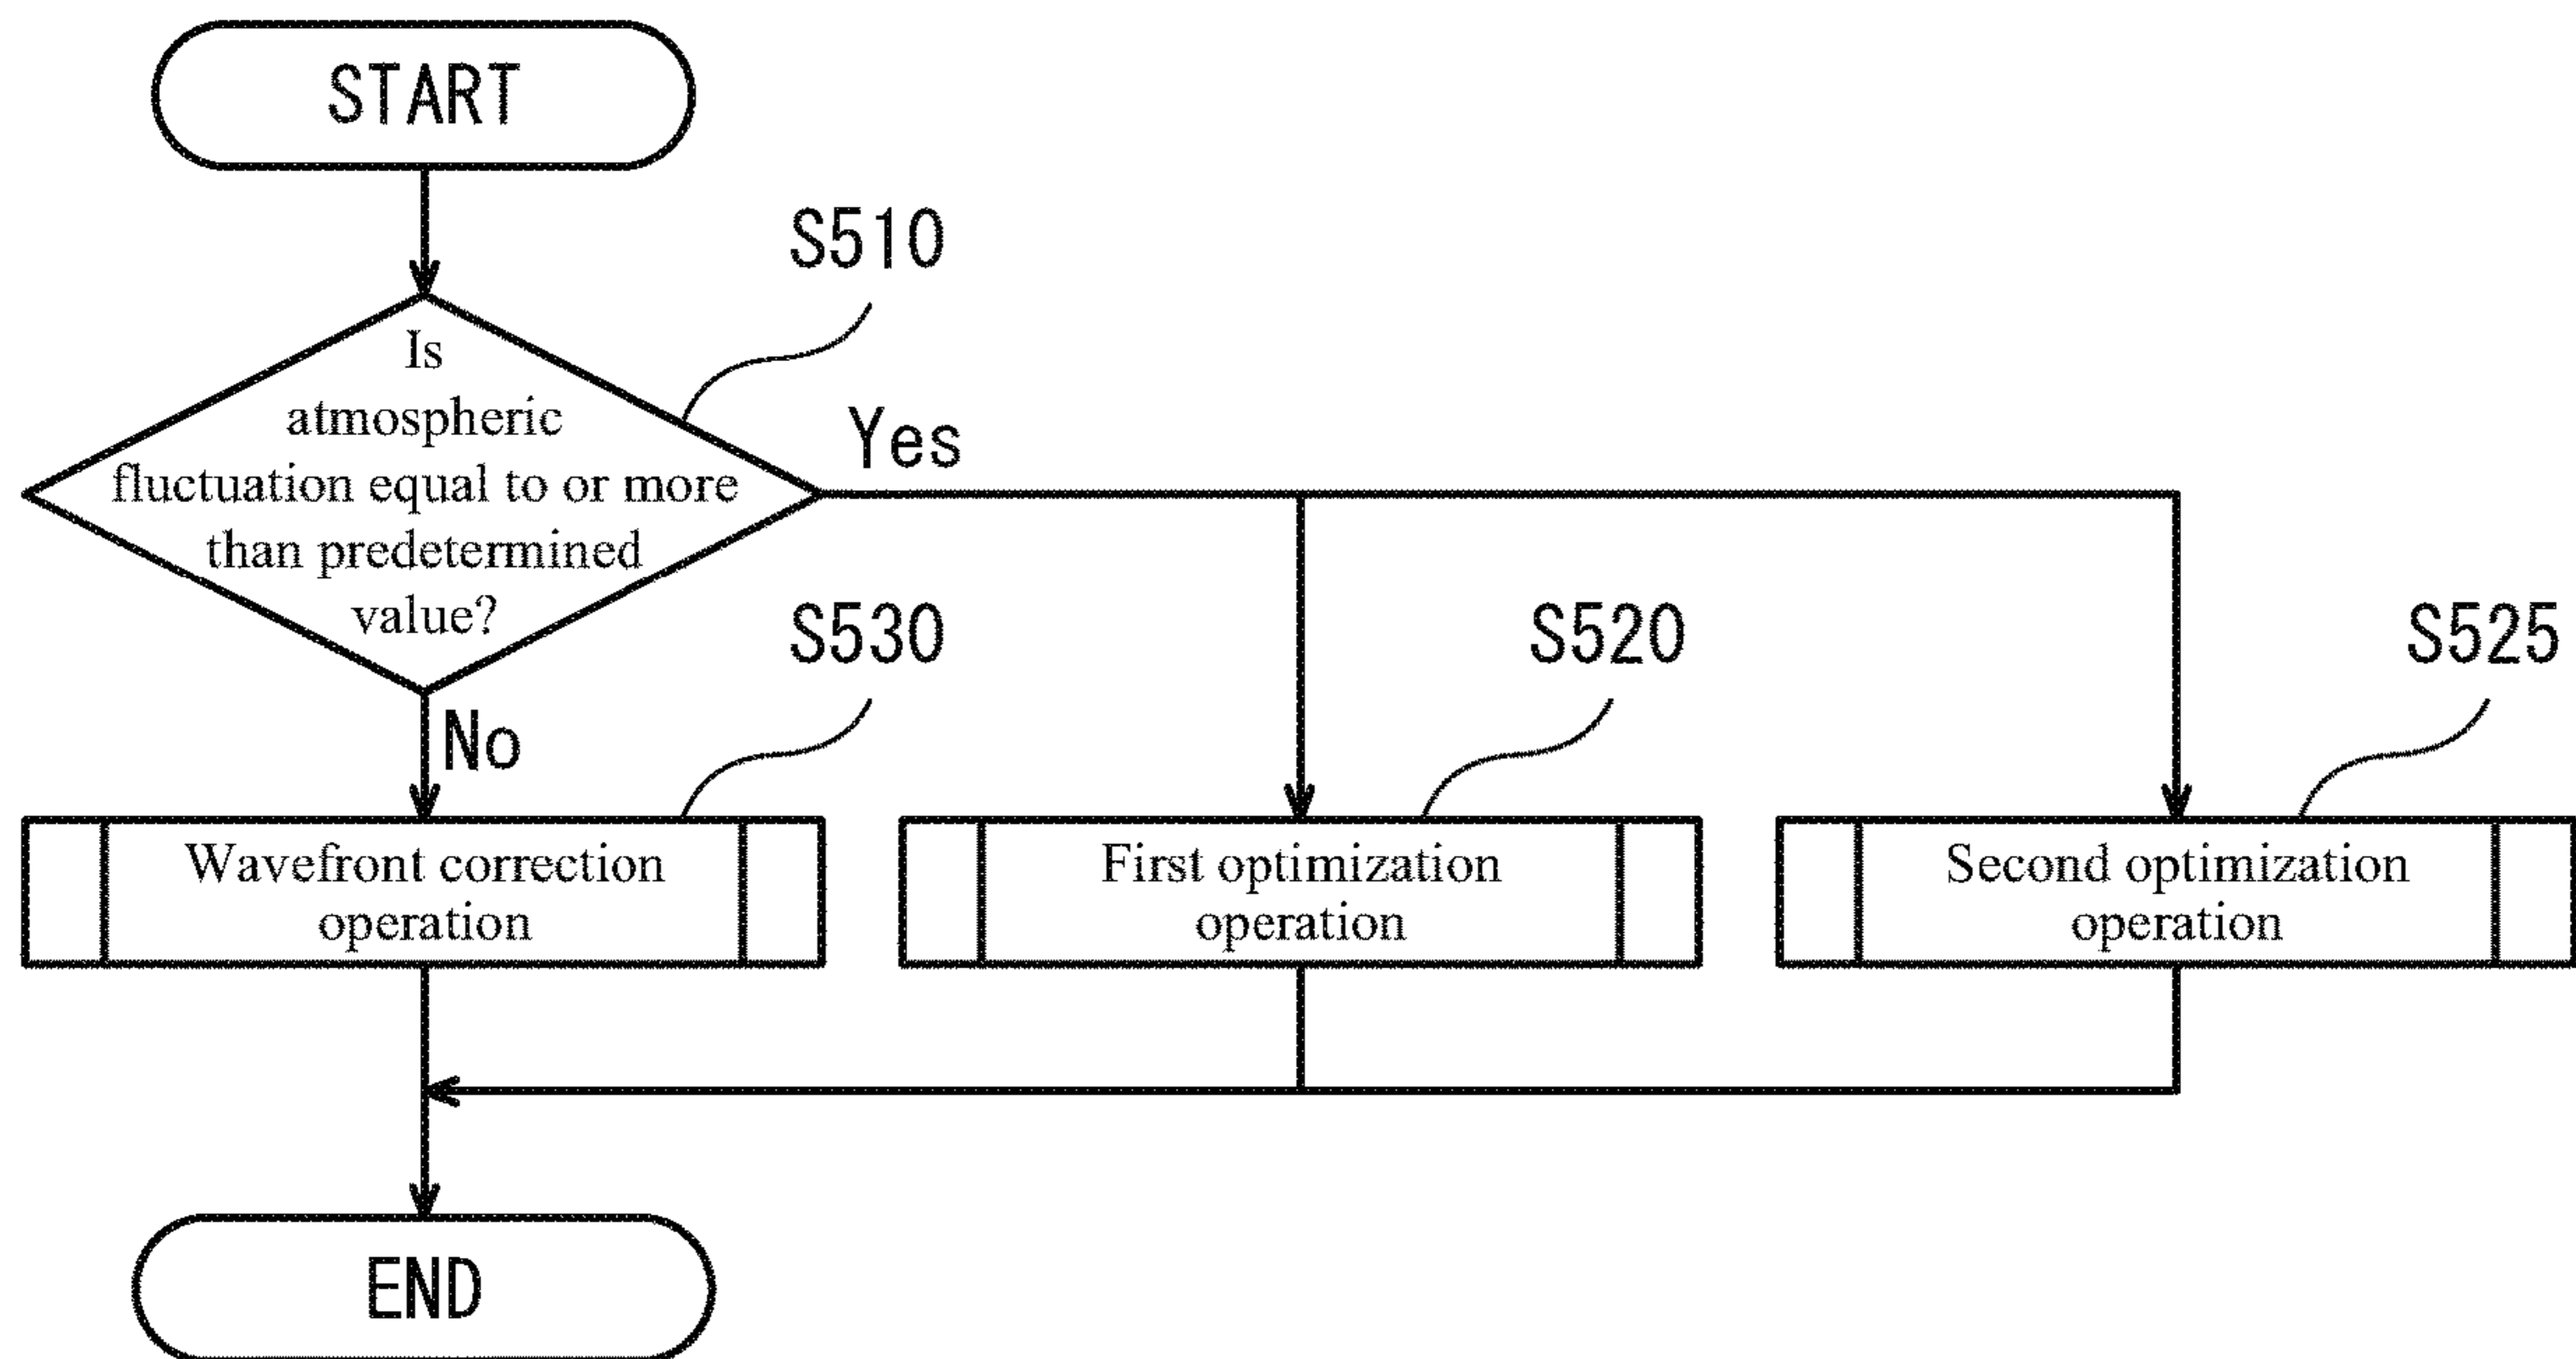 START
S510
Is
atmospheric
fluctuation equal to or more
than predetermined
value?
Yes
No
S530
S520
S525
Wavefront correction
operation
First optimization
operation
Second optimization
operation
END